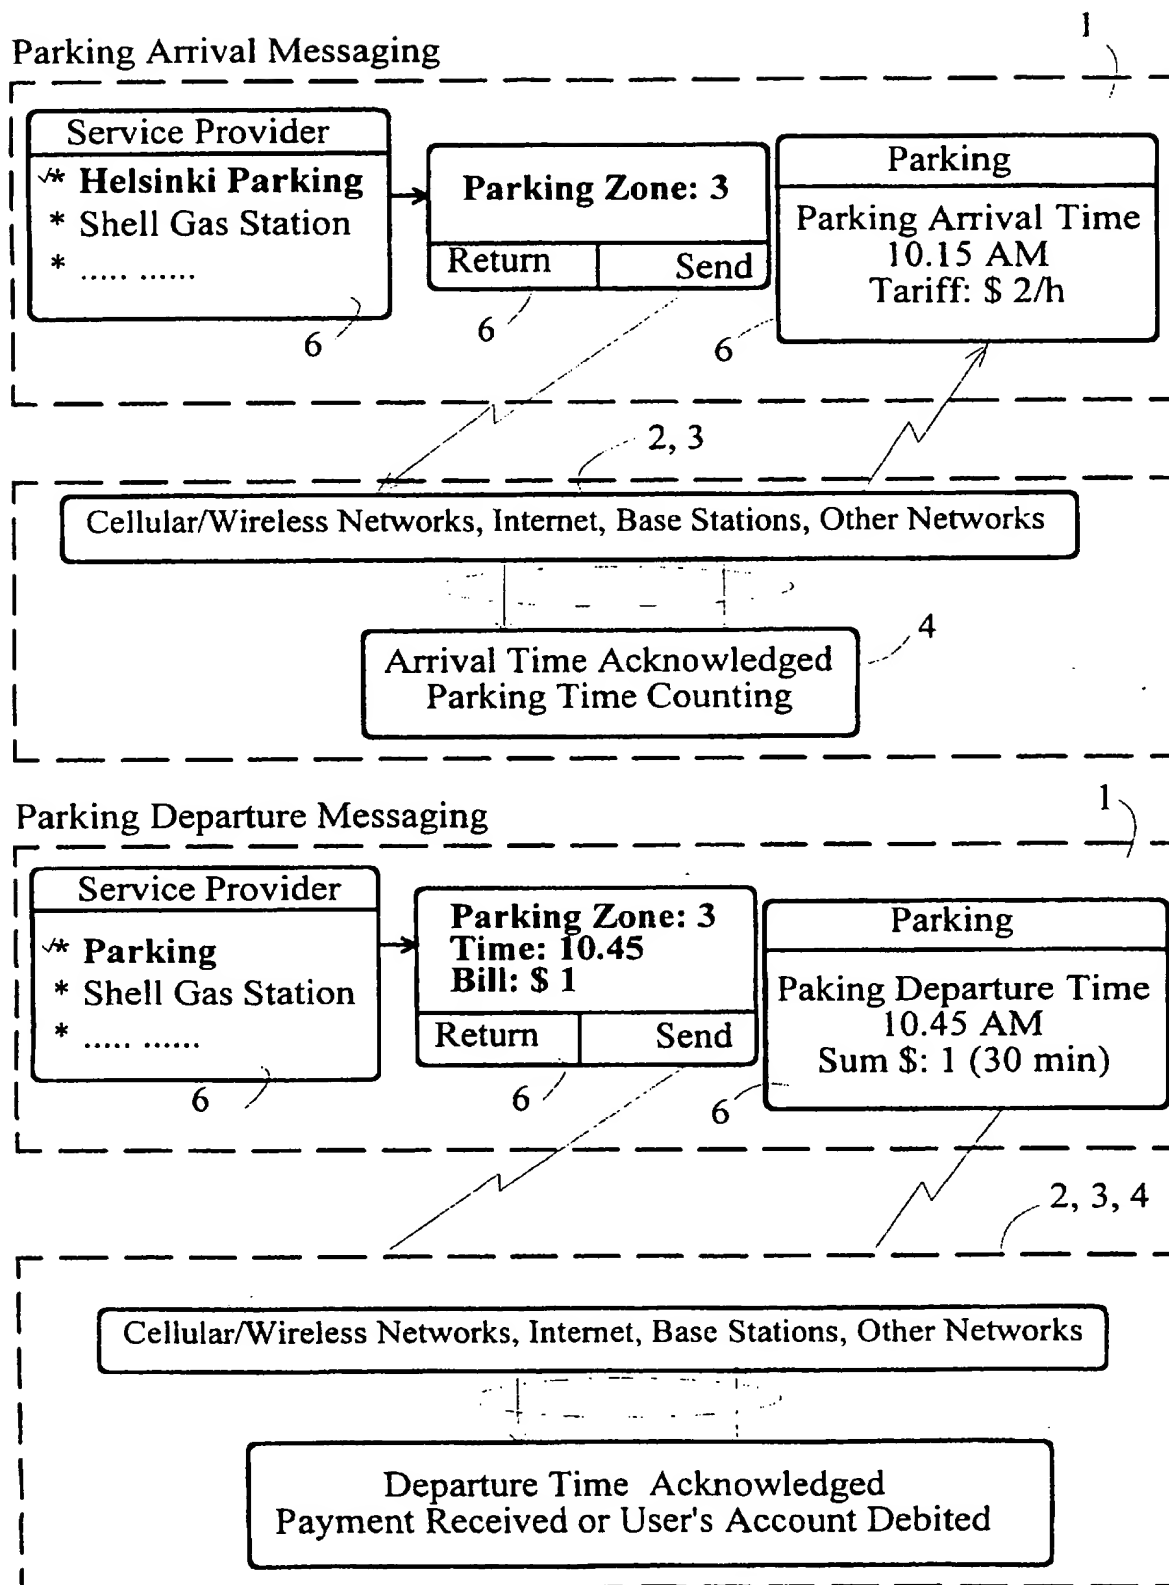 1
Parking Arrival Messaging
Service Provider
✓* Helsinki Parking
* Shell Gas Station
* ..... ......
6
Parking Zone: 3
Return Send
6
Parking
Parking Arrival Time
10.15 AM
Tariff: $ 2/h
6
2, 3
Cellular/Wireless Networks, Internet, Base Stations, Other Networks
Arrival Time Acknowledged
Parking Time Counting
4
1
Parking Departure Messaging
Service Provider
✓* Parking
* Shell Gas Station
* ..... ......
6
Parking Zone: 3
Time: 10.45
Bill: $ 1
Return Send
6
Parking
Paking Departure Time
10.45 AM
Sum $: 1 (30 min)
6
2, 3, 4
Cellular/Wireless Networks, Internet, Base Stations, Other Networks
Departure Time Acknowledged
Payment Received or User's Account Debited